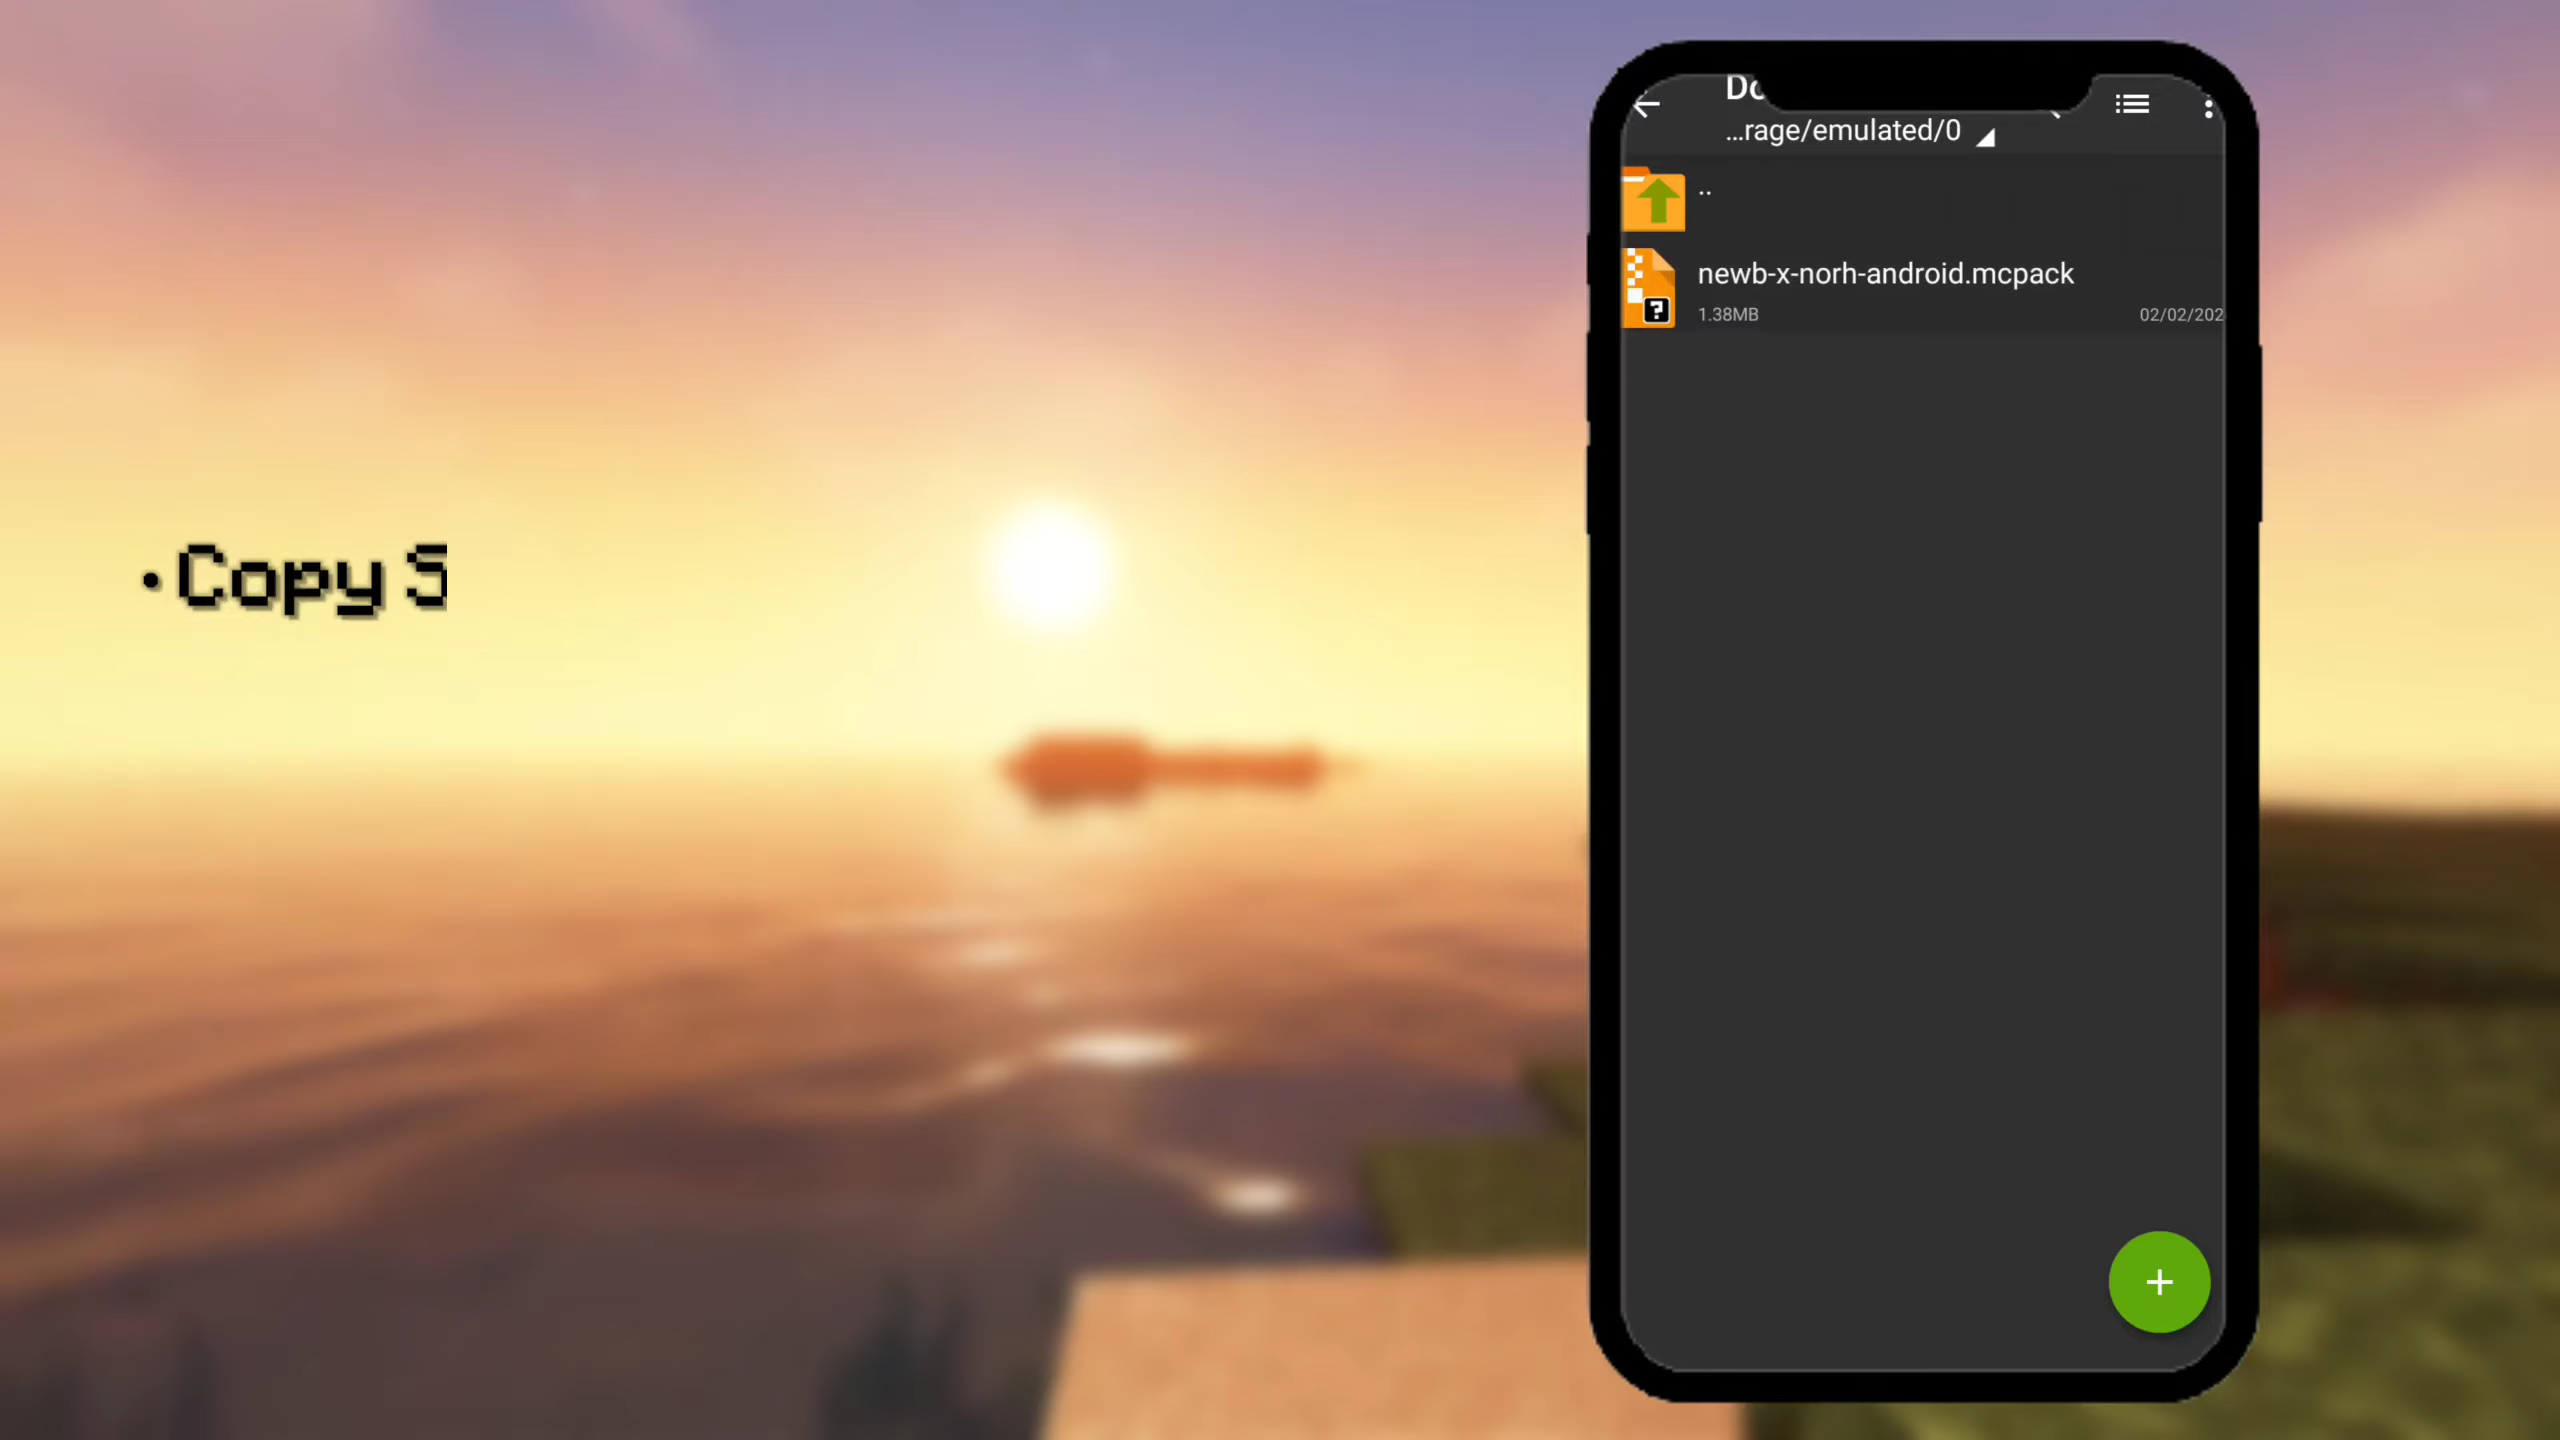 • Copy S
Do
...rage/emulated/0
..
newb-x-norh-android.mcpack
1.38MB
02/02/202